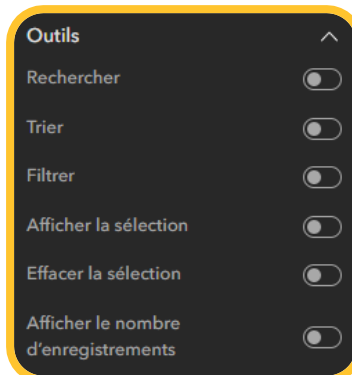 Outils
Rechercher
Trier
Filtrer
Afficher la sélection
Effacer la sélection
Afficher le nombre
d'enregistrements